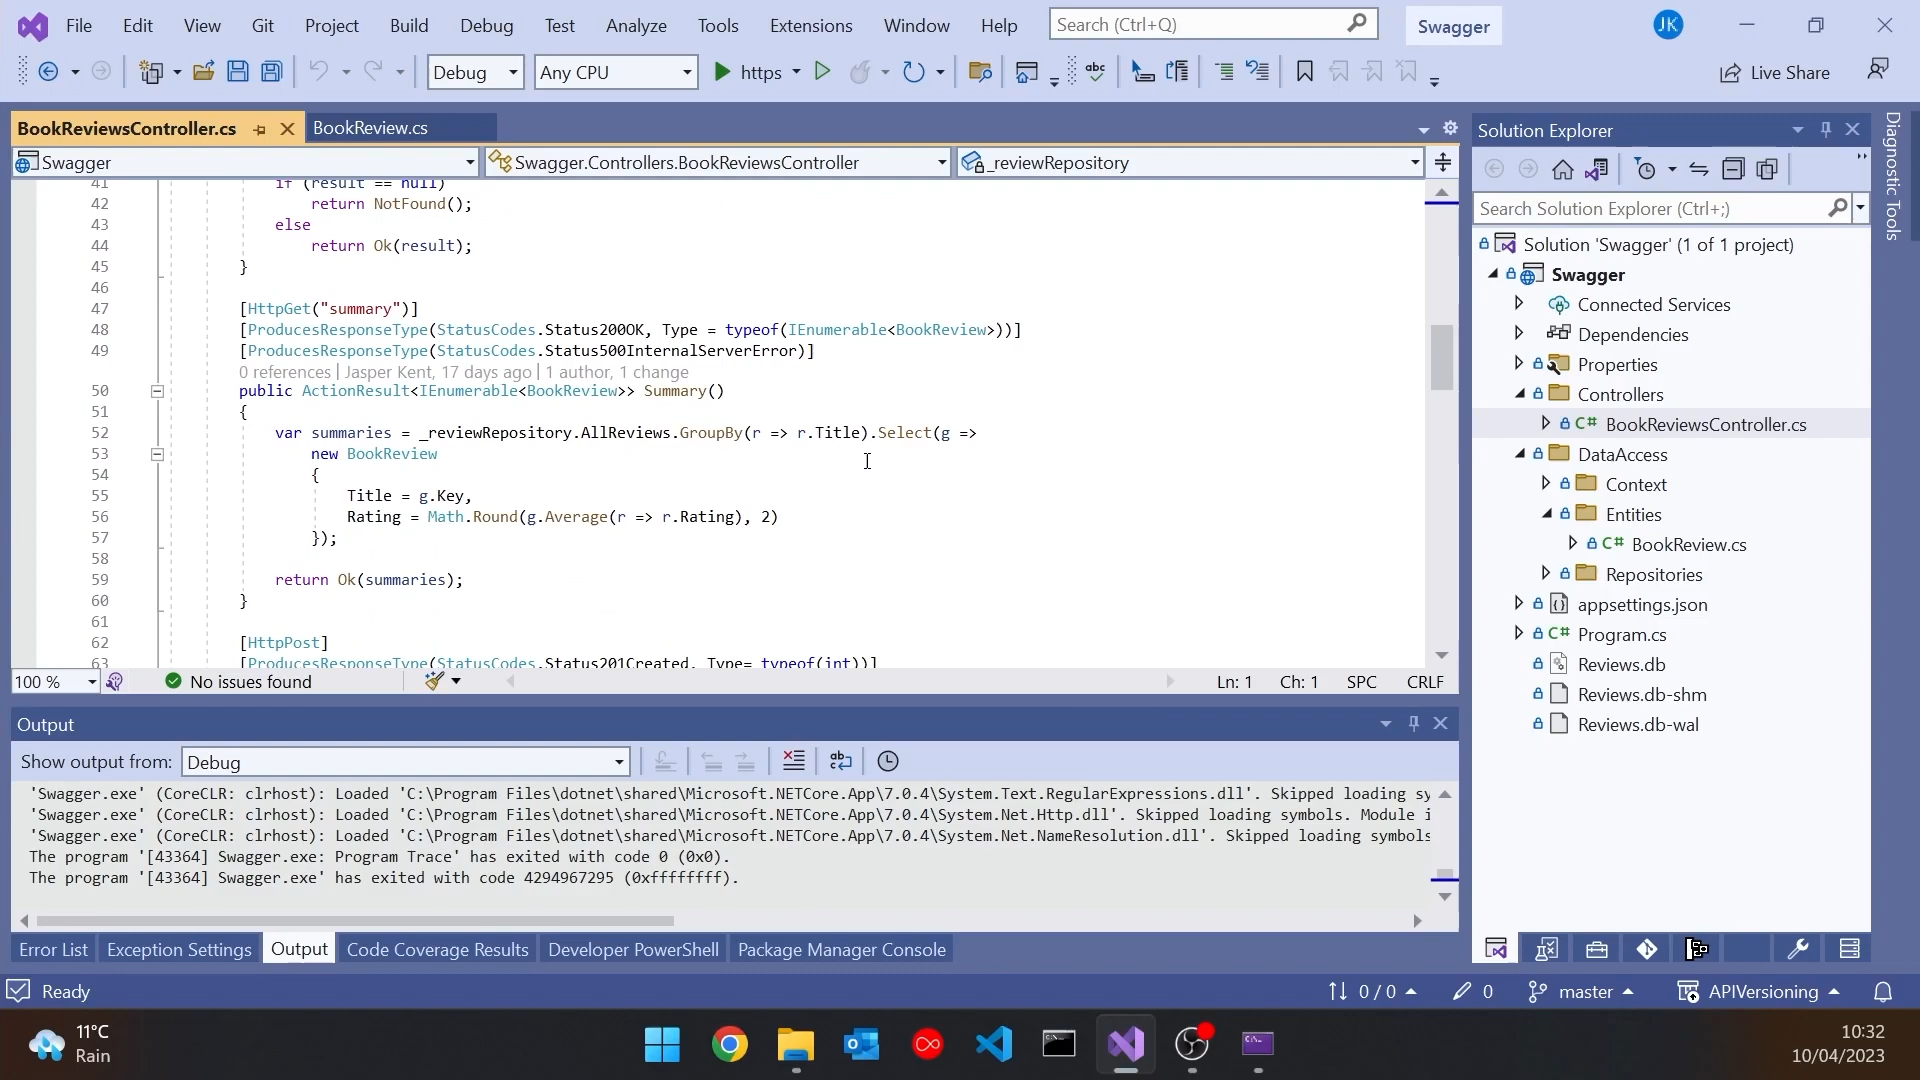 File Edit View Git Project Build Debug Test Analyze Tools Extensions Window Help Search (Ctrl+Q) Swagger JK
Debug Any CPU https abc Live Share
BookReviewsController.cs BookReview.cs
Swagger Swagger.Controllers.BookReviewsController _reviewRepository
41 if (result == null)
42 return NotFound();
43 else
44 return Ok(result);
45 }
46
47 [HttpGet("summary")]
48 [ProducesResponseType(StatusCodes.Status200OK, Type = typeof(IEnumerable<BookReview>))]
49 [ProducesResponseType(StatusCodes.Status500InternalServerError)]
0 references | Jasper Kent, 17 days ago | 1 author, 1 change
50 public ActionResult<IEnumerable<BookReview>> Summary()
51 {
52 var summaries = _reviewRepository.AllReviews.GroupBy(r => r.Title).Select(g =>
53 new BookReview
54 {
55 Title = g.Key,
56 Rating = Math.Round(g.Average(r => r.Rating), 2)
57 });
58
59 return Ok(summaries);
60 }
61
62 [HttpPost]
63 [ProducesResponseType(StatusCodes.Status201Created, Type= typeof(int))]
100 % No issues found Ln: 1 Ch: 1 SPC CRLF
Output
Show output from: Debug
'Swagger.exe' (CoreCLR: clrhost): Loaded 'C:\Program Files\dotnet\shared\Microsoft.NETCore.App\7.0.4\System.Text.RegularExpressions.dll'. Skipped loading sy
'Swagger.exe' (CoreCLR: clrhost): Loaded 'C:\Program Files\dotnet\shared\Microsoft.NETCore.App\7.0.4\System.Net.Http.dll'. Skipped loading symbols. Module i
'Swagger.exe' (CoreCLR: clrhost): Loaded 'C:\Program Files\dotnet\shared\Microsoft.NETCore.App\7.0.4\System.Net.NameResolution.dll'. Skipped loading symbols
The program '[43364] Swagger.exe: Program Trace' has exited with code 0 (0x0).
The program '[43364] Swagger.exe' has exited with code 4294967295 (0xffffffff).
Error List Exception Settings Output Code Coverage Results Developer PowerShell Package Manager Console
Solution Explorer
Search Solution Explorer (Ctrl+;)
Solution 'Swagger' (1 of 1 project)
Swagger
Connected Services
Dependencies
Properties
Controllers
C# BookReviewsController.cs
DataAccess
Context
Entities
C# BookReview.cs
Repositories
appsettings.json
C# Program.cs
Reviews.db
Reviews.db-shm
Reviews.db-wal
Diagnostic Tools
Ready 0 / 0 0 master APIVersioning
11°C
Rain
10:32
10/04/2023